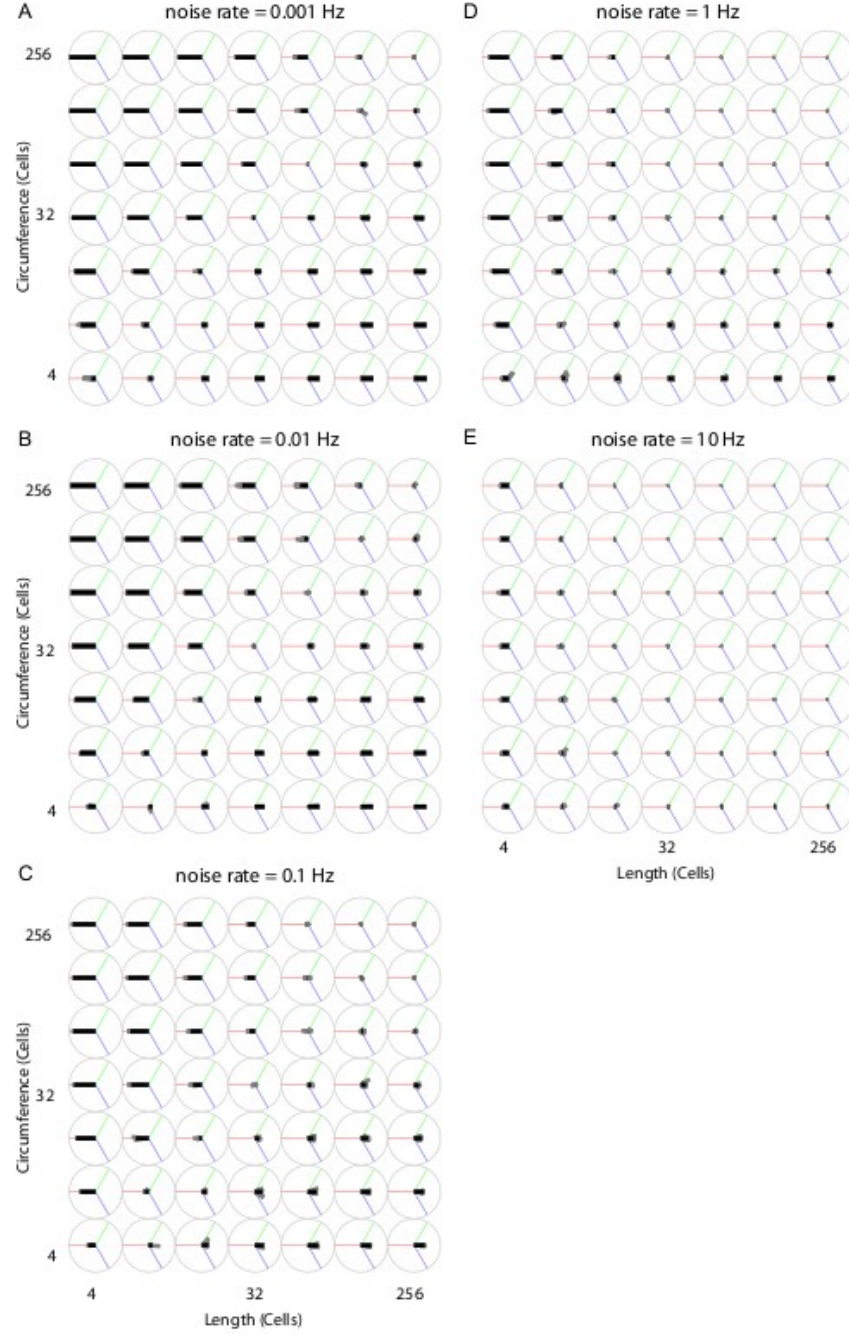 A
noise rate = 0.001 Hz
256
32
4
Circumference (Cells)
B
noise rate = 0.01 Hz
256
32
4
Circumference (Cells)
C
noise rate = 0.1 Hz
256
32
4
Circumference (Cells)
4
32
256
Length (Cells)
D
noise rate = 1 Hz
E
noise rate = 10 Hz
4
32
256
Length (Cells)